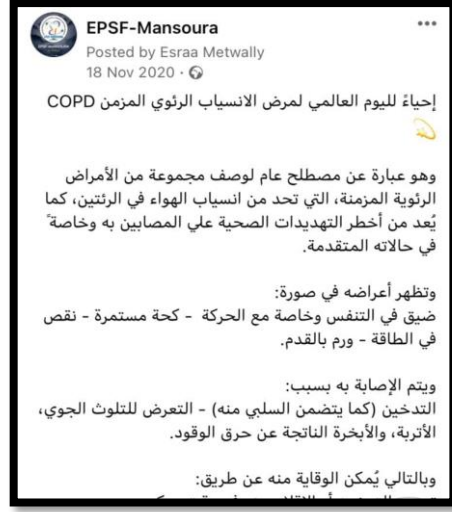 EPSF-Mansoura
Posted by Esraa Metwally
18 Nov 2020 ·
إحياءً لليوم العالمي لمرض الانسياب الرئوي المزمن COPD
وهو عبارة عن مصطلح عام لوصف مجموعة من الأمراض
الرئوية المزمنة، التي تحد من انسياب الهواء في الرئتين، كما
يُعد من أخطر التهديدات الصحية علي المصابين به وخاصةً
في حالاته المتقدمة.
وتظهر أعراضه في صورة:
ضيق في التنفس وخاصة مع الحركة - كحة مستمرة - نقص
في الطاقة - ورم بالقدم.
ويتم الإصابة به بسبب:
التدخين (كما يتضمن السلبي منه) - التعرض للتلوث الجوي،
الأتربة، والأبخرة الناتجة عن حرق الوقود.
وبالتالي يُمكن الوقاية منه عن طريق: